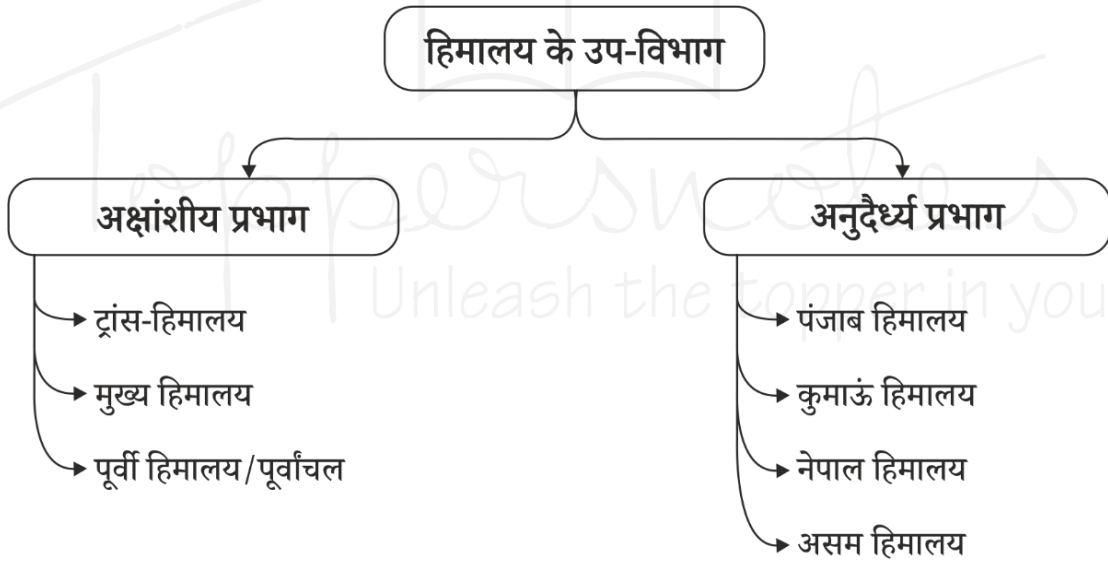 हिमालय के उप-विभाग
अक्षांशीय प्रभाग
ट्रांस-हिमालय
मुख्य हिमालय
पूर्वी हिमालय/पूर्वांचल
अनुदैर्ध्य प्रभाग
पंजाब हिमालय
कुमाऊं हिमालय
नेपाल हिमालय
असम हिमालय
Toppersnotes
Unleash the topper in you